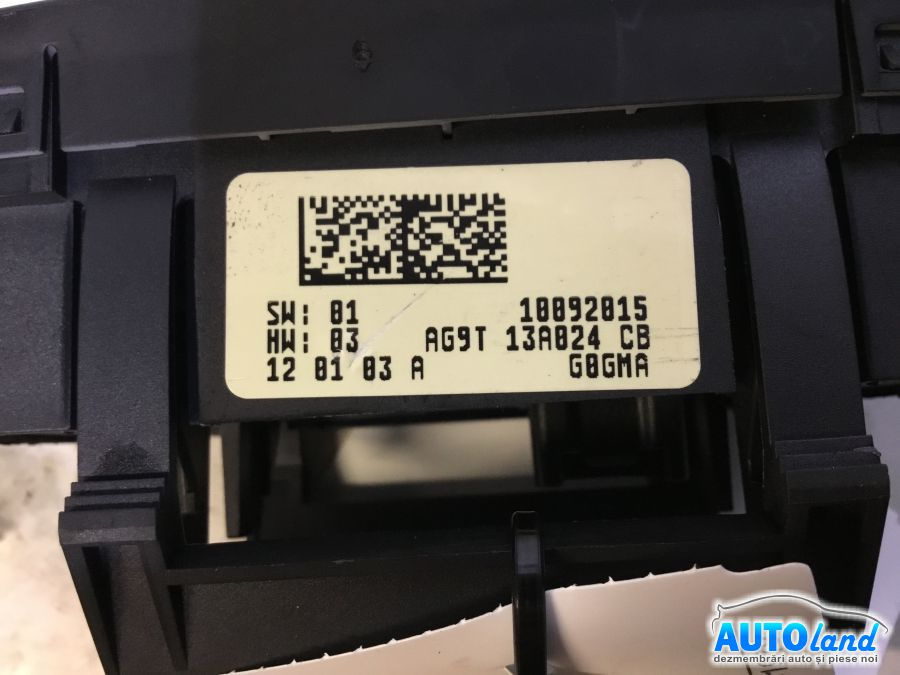 SW: 01 10092015
HW: 03 AG9T 13A024 CB
12 01 03 A G0GMA
AUTOland
dezmembrări auto și piese noi